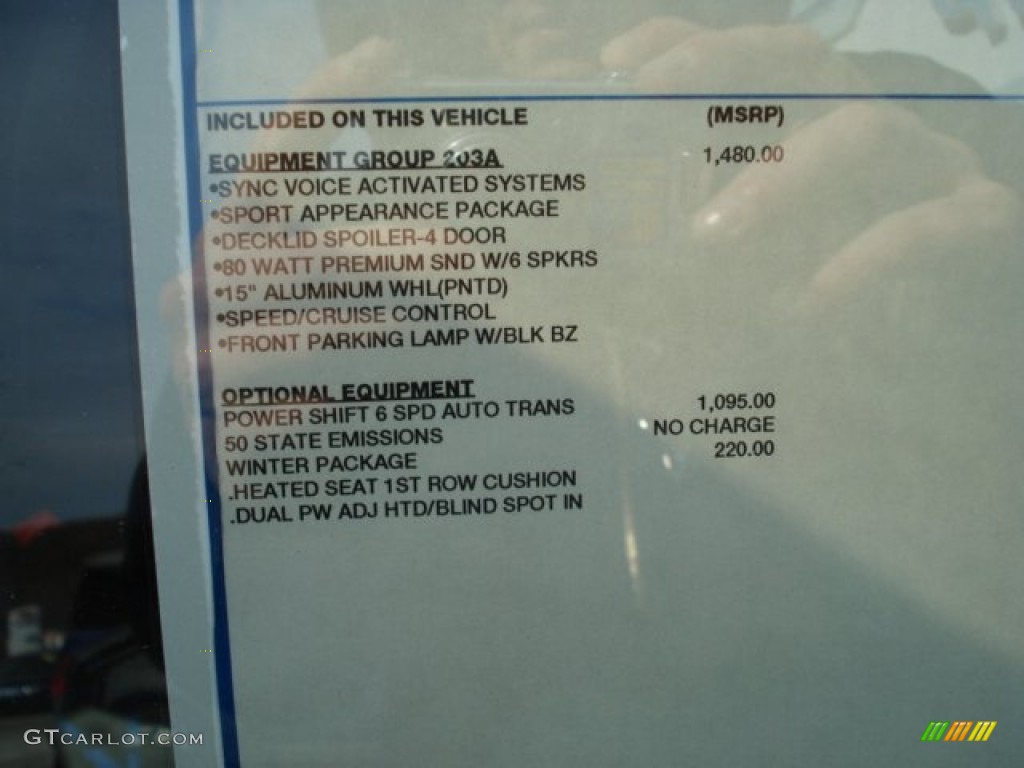 INCLUDED ON THIS VEHICLE (MSRP)
EQUIPMENT GROUP 203A 1,480.00
•SYNC VOICE ACTIVATED SYSTEMS
•SPORT APPEARANCE PACKAGE
•DECKLID SPOILER-4 DOOR
•80 WATT PREMIUM SND W/6 SPKRS
•15" ALUMINUM WHL(PNTD)
•SPEED/CRUISE CONTROL
•FRONT PARKING LAMP W/BLK BZ
OPTIONAL EQUIPMENT
POWER SHIFT 6 SPD AUTO TRANS 1,095.00
50 STATE EMISSIONS NO CHARGE
WINTER PACKAGE 220.00
.HEATED SEAT 1ST ROW CUSHION
.DUAL PW ADJ HTD/BLIND SPOT IN
GTCARLOT.COM